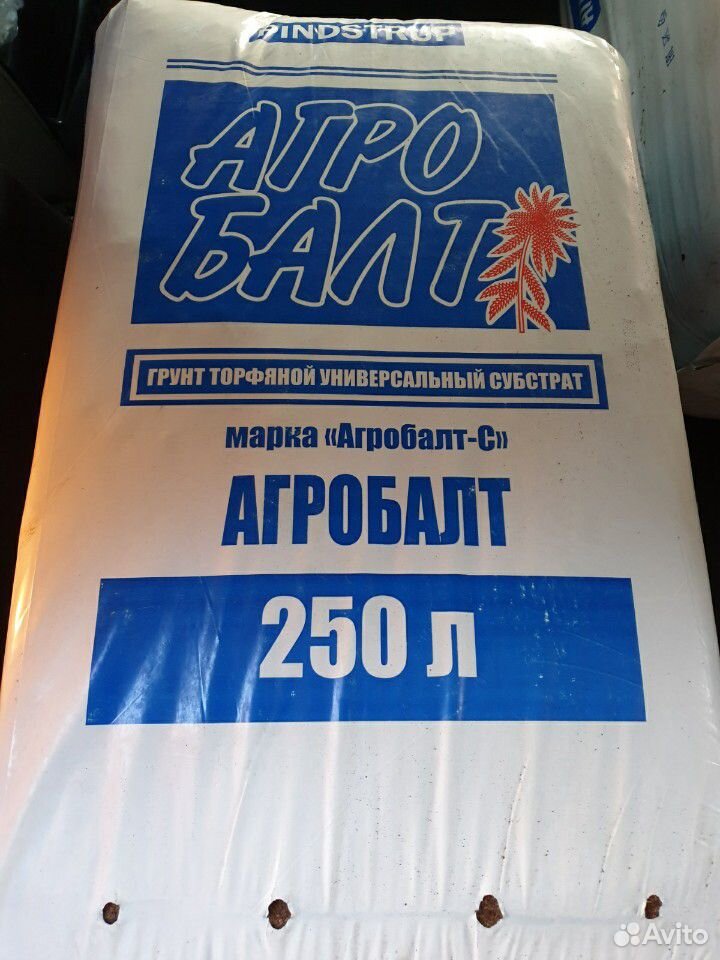 PINDSTRUP
АГРО
БАЛТ
ГРУНТ ТОРФЯНОЙ УНИВЕРСАЛЬНЫЙ СУБСТРАТ
марка «Агробалт-С»
АГРОБАЛТ
250 л
Avito